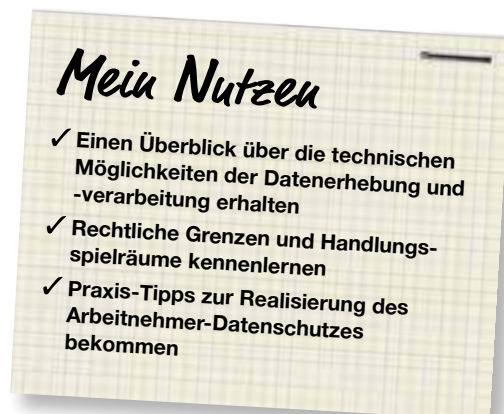 Mein Nutzen
✓ Einen Überblick über die technischen
Möglichkeiten der Datenerhebung und
-verarbeitung erhalten
✓ Rechtliche Grenzen und Handlungs-
spielräume kennenlernen
✓ Praxis-Tipps zur Realisierung des
Arbeitnehmer-Datenschutzes
bekommen